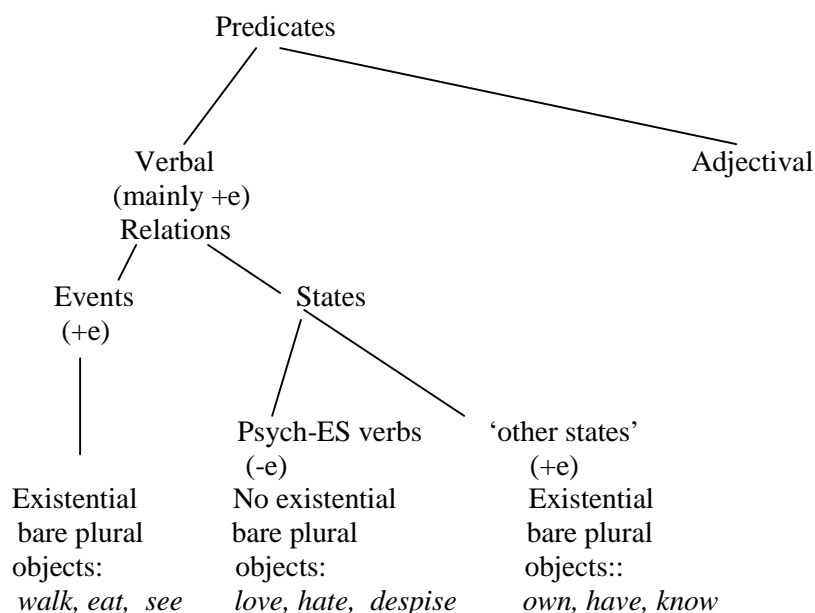 Predicates
Verbal Adjectival
(mainly +e)
Relations
Events States
(+e)
Psych-ES verbs ‘other states’
(-e) (+e)
Existential No existential Existential
bare plural bare plural bare plural
objects: objects: objects::
walk, eat, see love, hate, despise own, have, know